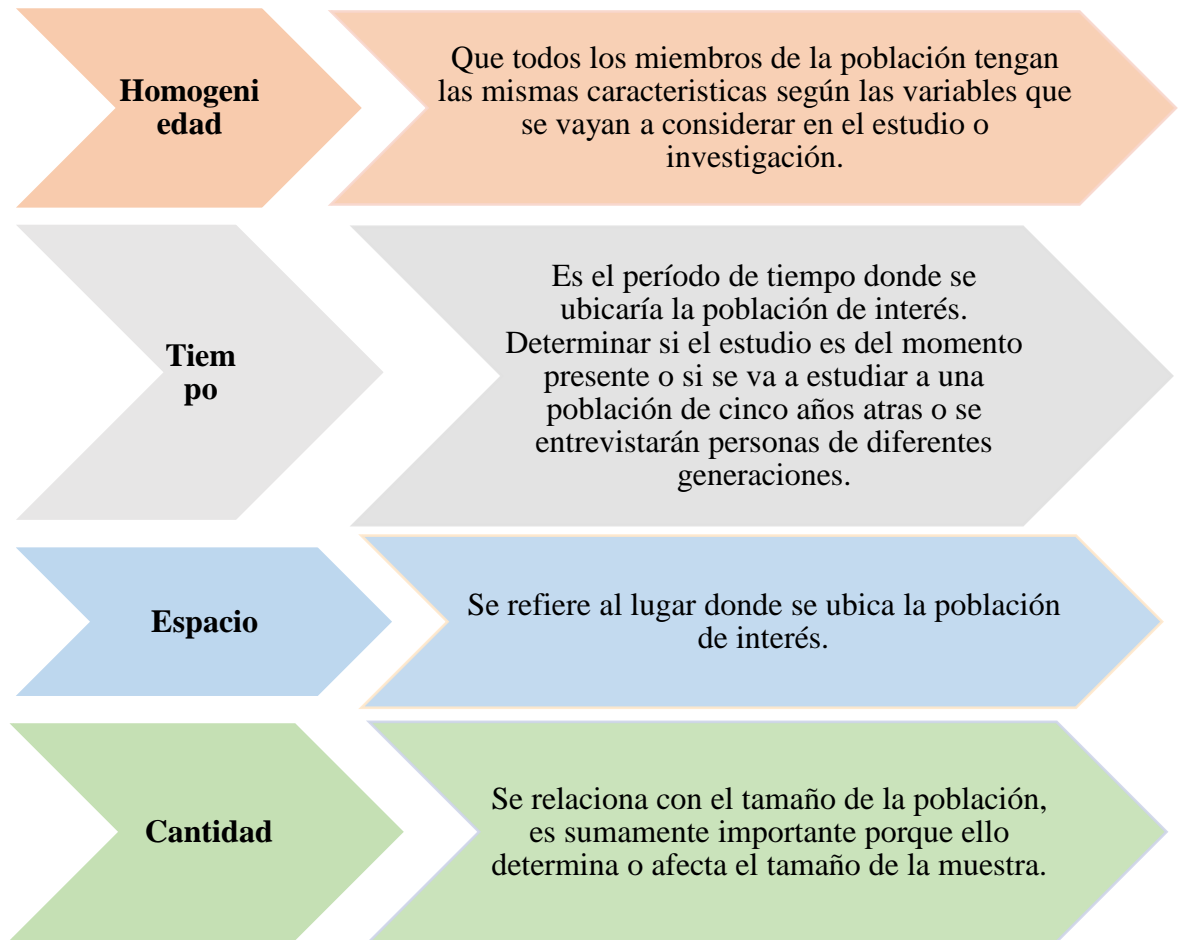 Homogeni
edad
Que todos los miembros de la población tengan
las mismas caracteristicas según las variables que
se vayan a considerar en el estudio o
investigación.
Tiem
po
Es el período de tiempo donde se
ubicaría la población de interés.
Determinar si el estudio es del momento
presente o si se va a estudiar a una
población de cinco años atras o se
entrevistarán personas de diferentes
generaciones.
Espacio
Se refiere al lugar donde se ubica la población
de interés.
Cantidad
Se relaciona con el tamaño de la población,
es sumamente importante porque ello
determina o afecta el tamaño de la muestra.